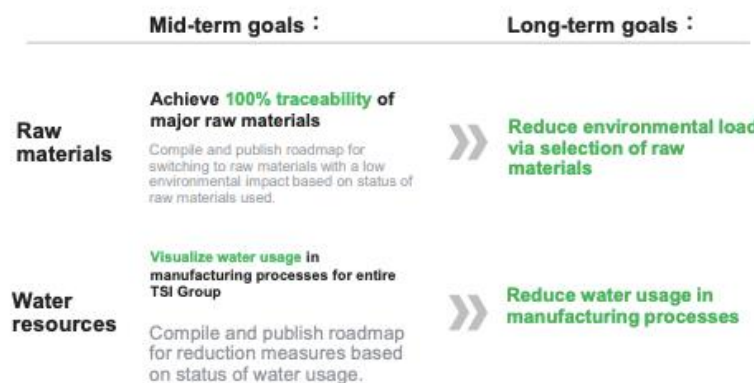 Mid-term goals：
Long-term goals：
Raw
materials
Achieve 100% traceability of
major raw materials
Compile and publish roadmap for
switching to raw materials with a low
environmental impact based on status of
raw materials used.
Reduce environmental load
via selection of raw
materials
Water
resources
Visualize water usage in
manufacturing processes for entire
TSI Group
Compile and publish roadmap
for reduction measures based
on status of water usage.
Reduce water usage in
manufacturing processes